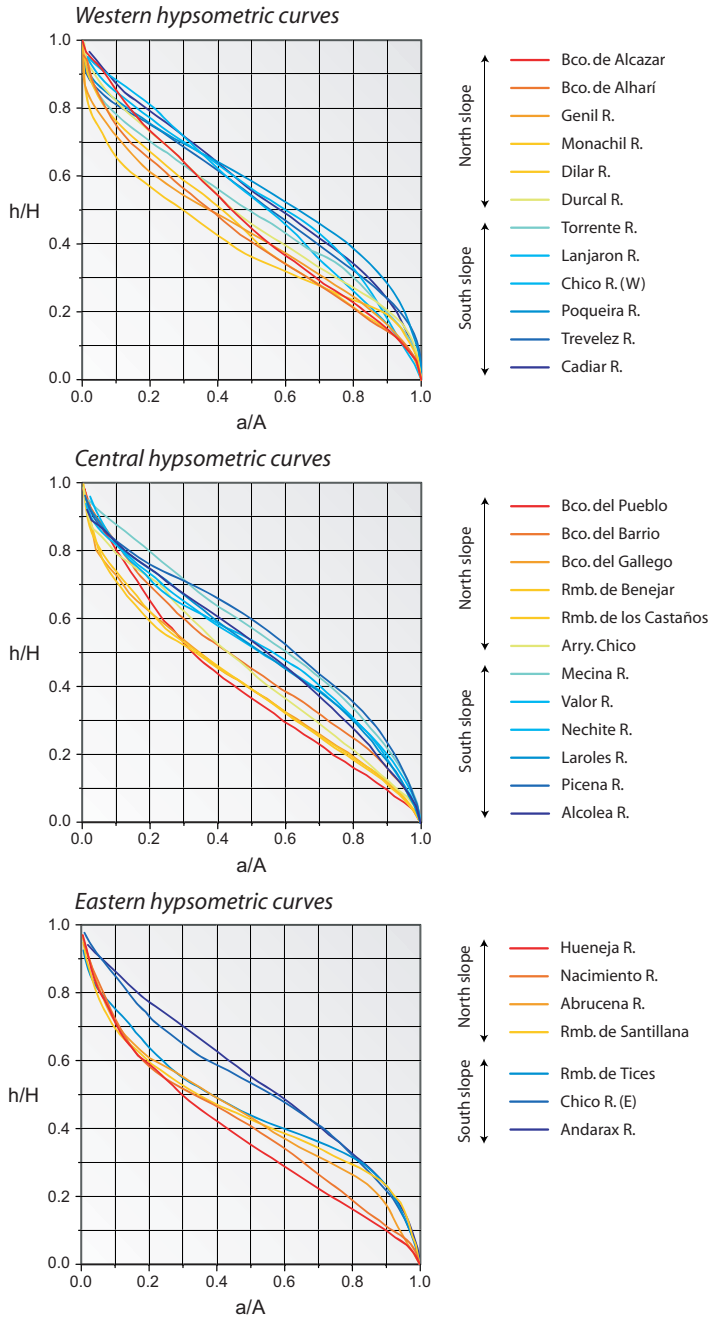 Western hypsometric curves
1.0
0.8
0.6
h/H
0.4
0.2
0.0
0.0 0.2 0.4 0.6 0.8 1.0
a/A
North slope
South slope
Bco. de Alcazar
Bco. de Alharí
Genil R.
Monachil R.
Dilar R.
Durcal R.
Torrente R.
Lanjaron R.
Chico R. (W)
Poqueira R.
Trevelez R.
Cadiar R.
Central hypsometric curves
1.0
0.8
0.6
h/H
0.4
0.2
0.0
0.0 0.2 0.4 0.6 0.8 1.0
a/A
North slope
South slope
Bco. del Pueblo
Bco. del Barrio
Bco. del Gallego
Rmb. de Benejar
Rmb. de los Castaños
Arry. Chico
Mecina R.
Valor R.
Nechite R.
Laroles R.
Picena R.
Alcolea R.
Eastern hypsometric curves
1.0
0.8
0.6
h/H
0.4
0.2
0.0
0.0 0.2 0.4 0.6 0.8 1.0
a/A
North slope
South slope
Hueneja R.
Nacimiento R.
Abrucena R.
Rmb. de Santillana
Rmb. de Tices
Chico R. (E)
Andarax R.